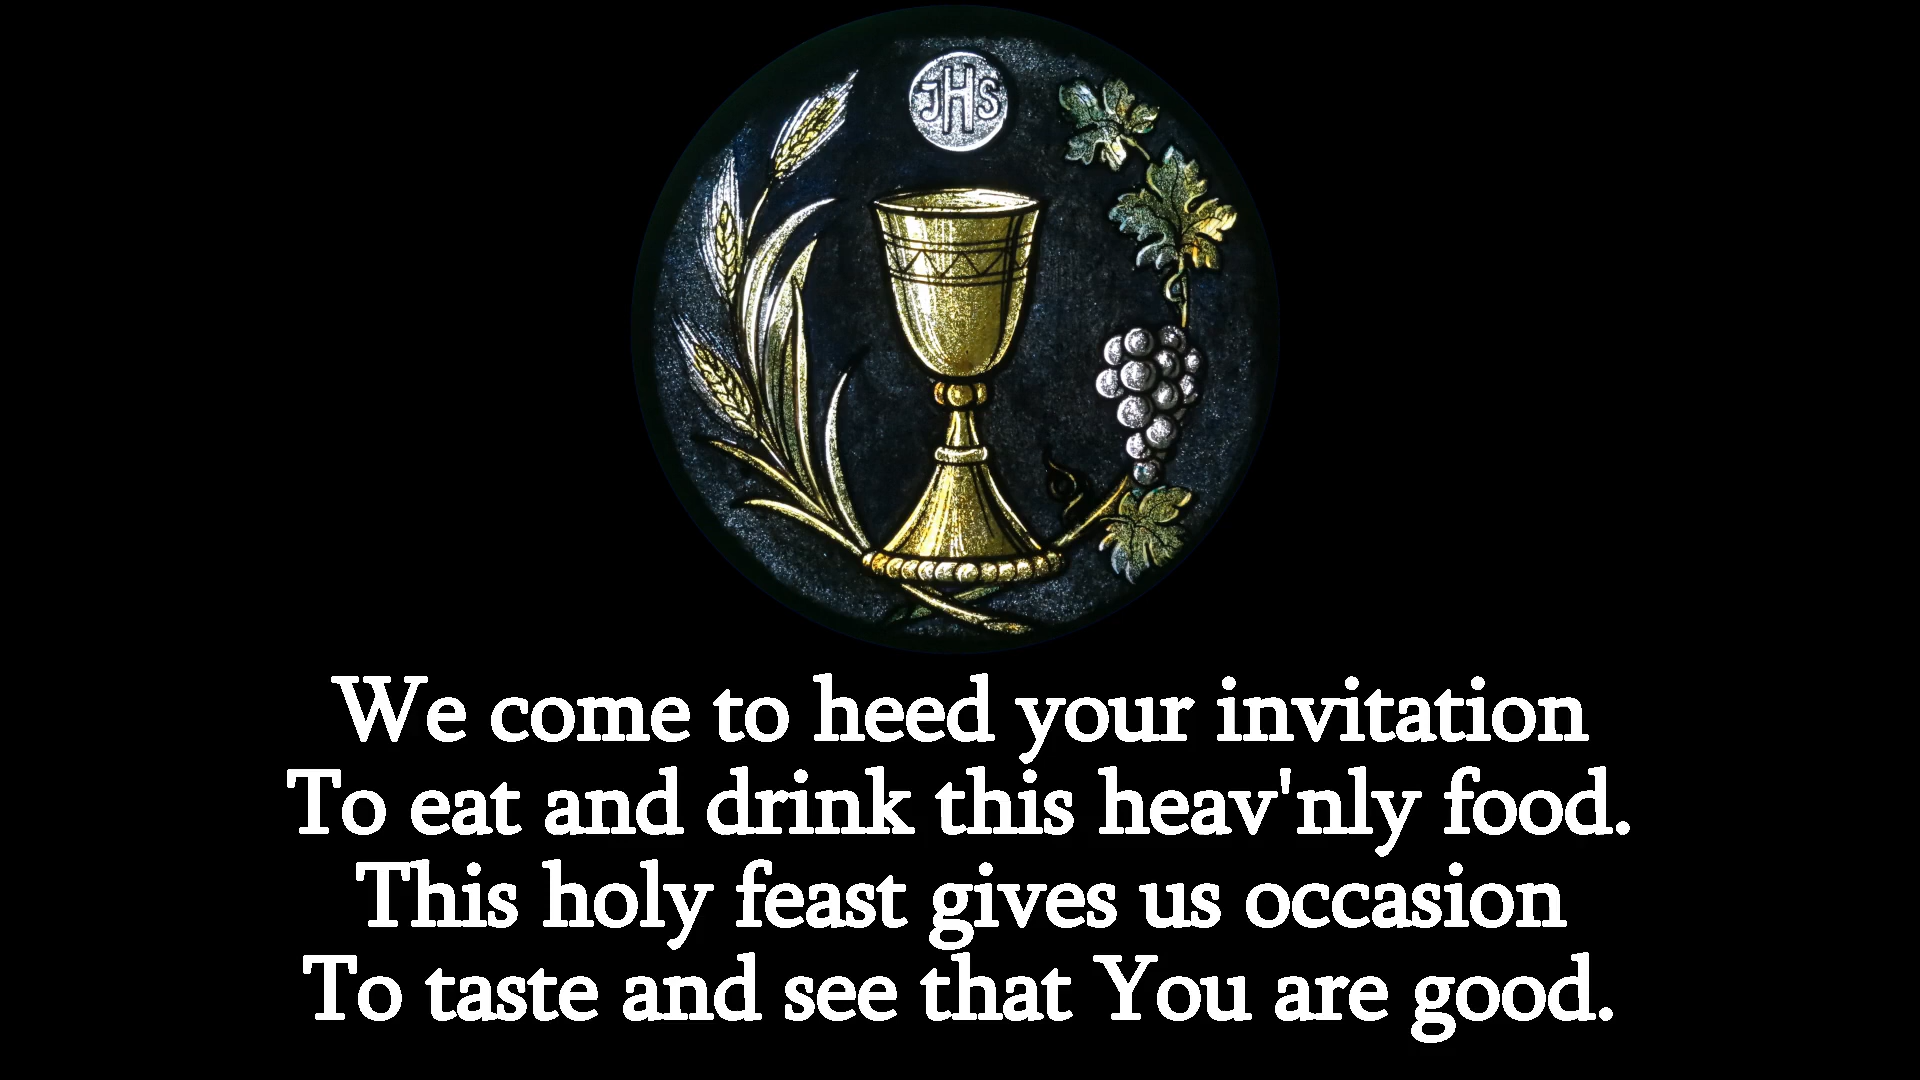 JHS
We come to heed your invitation
To eat and drink this heav'nly food.
This holy feast gives us occasion
To taste and see that You are good.